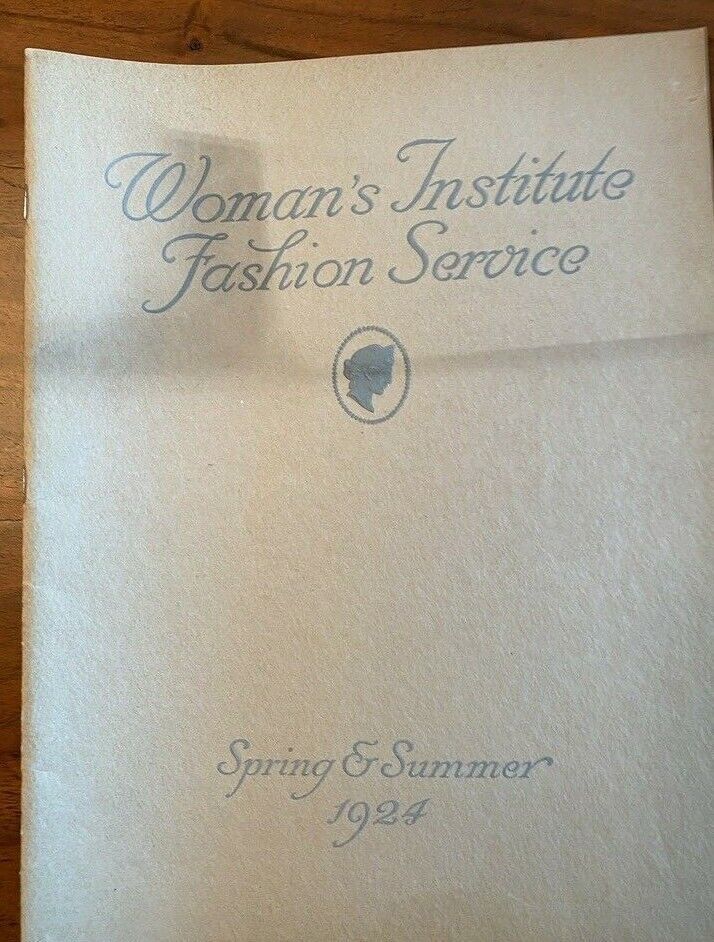 Woman's Institute
Fashion Service
Spring & Summer
1924